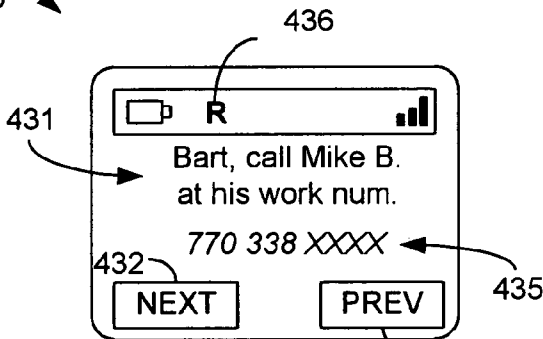 436
R
431
Bart, call Mike B.
at his work num.
770 338 XXXX
432
435
NEXT PREV